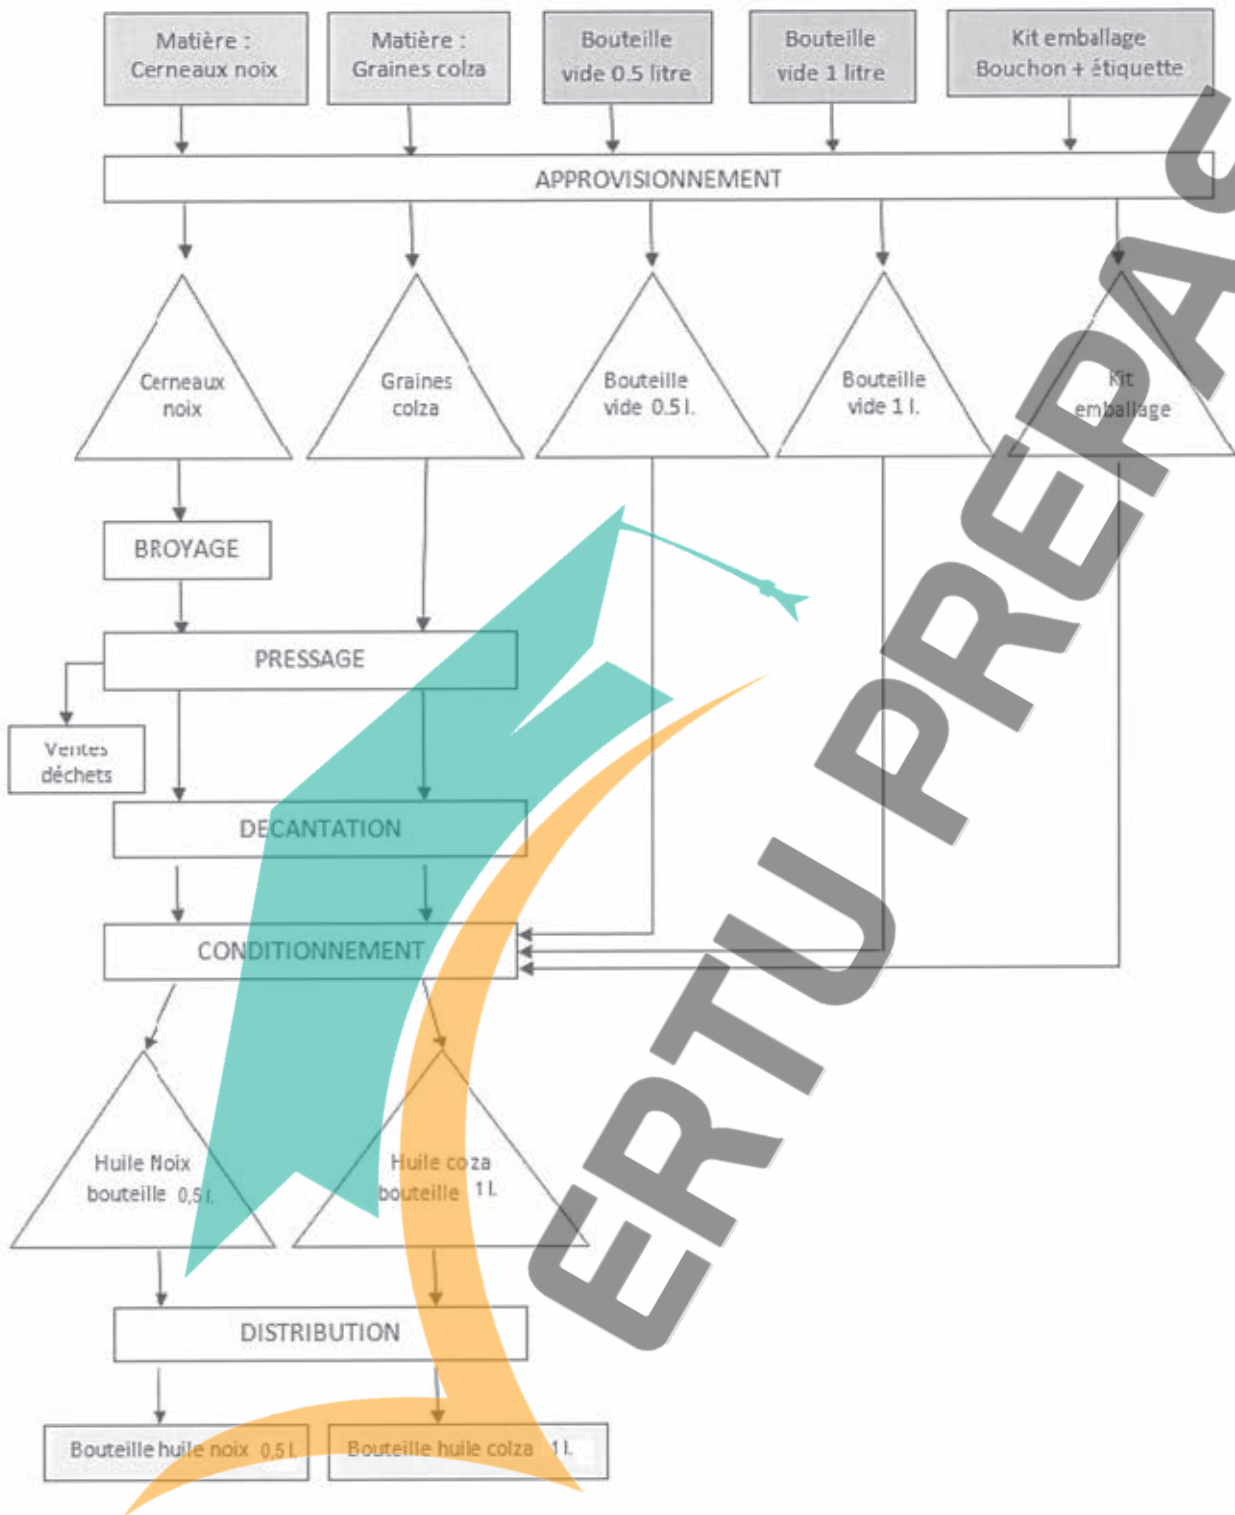 Matière :
Cerneaux noix
Matière :
Graines colza
Bouteille
vide 0.5 litre
Bouteille
vide 1 litre
Kit emballage
Bouchon + étiquette
APPROVISIONNEMENT
Cerneaux
noix
Graines
colza
Bouteille
vide 0.5 l.
Bouteille
vide 1 l.
Kit
emballage
BROYAGE
PRESSAGE
Ventes
déchets
DECANTATION
CONDITIONNEMENT
Huile Noix
bouteille 0,5 l.
Huile colza
bouteille 1 l.
DISTRIBUTION
Bouteille huile noix 0,5 l.
Bouteille huile colza 1 l.
ERTU PREPAS